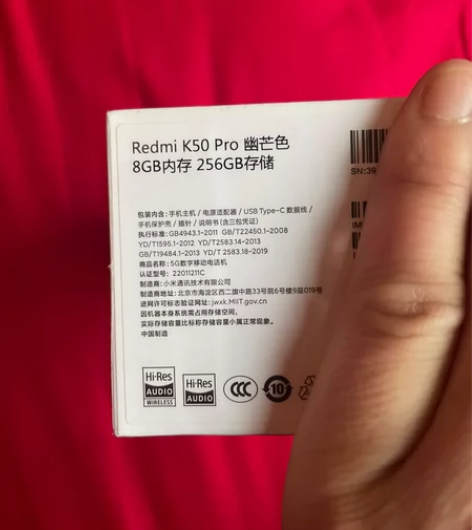 Redmi K50 Pro 幽芒色
8GB内存 256GB存储
SN:39
包装内含: 手机主机 / 电源适配器 / USB Type-C 数据线 /
手机保护壳 / 插针 / 说明书(含三包凭证)
执行标准: GB4943.1-2011 GB/T22450.1-2008
YD/T1595.1-2012 YD/T2583.14-2013
GB/T19484.1-2013 YD/T 2583.18-2019
商品名称: 5G数字移动电话机
认证型号: 22011211C
制造商: 小米通讯技术有限公司
制造商地址: 北京市海淀区西二旗中路33号院6号楼9层019号
进网许可标志验证网址: jwxk.MIIT.gov.cn
因机器本身系统需占用存储空间,
实际存储容量比标称存储容量小属正常现象。
中国制造
Hi-Res
AUDIO
WIRELESS
Hi-Res
AUDIO
CCC
10